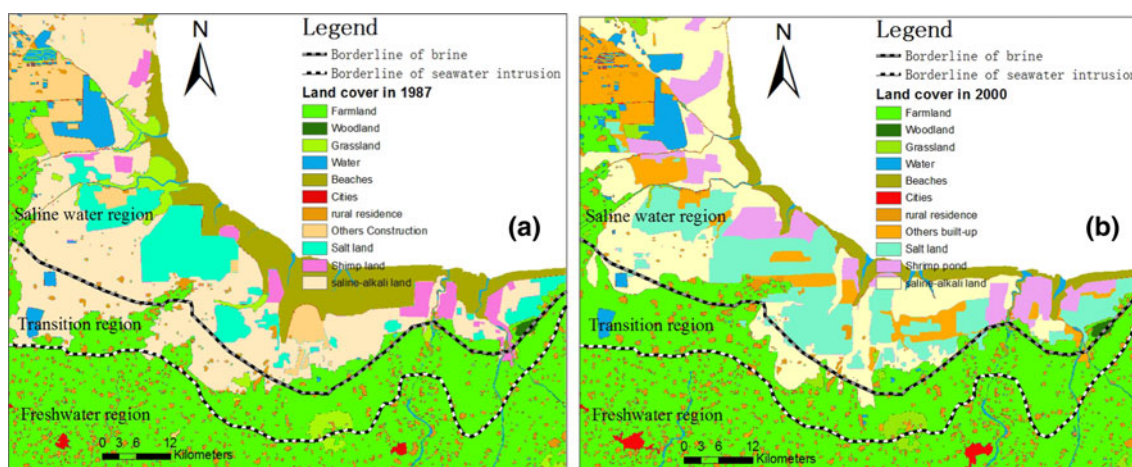 N
Legend
Borderline of brine
Borderline of seawater intrusion
Land cover in 1987
Farmland
Woodland
Grassland
Water
Beaches
Cities
rural residence
Others Construction
Salt land
Shimp land
saline-alkali land
(a)
Saline water region
Transition region
Freshwater region
0 3 6 12
Kilometers
N
Legend
Borderline of brine
Borderline of seawater intrusion
Land cover in 2000
Farmland
Woodland
Grassland
Water
Beaches
Cities
rural residence
Others built-up
Salt land
Shrimp pond
saline-alkali land
(b)
Saline water region
Transition region
Freshwater region
0 3 6 12
Kilometers